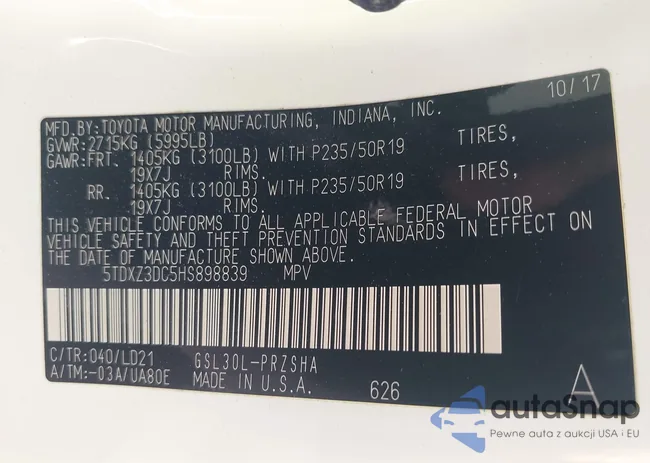 10/17
MFD.BY:TOYOTA MOTOR MANUFACTURING, INDIANA, INC.
GVWR:2715KG (5995LB)
GAWR:FRT. 1405KG (3100LB) WITH P235/50R19 TIRES,
19X7J RIMS.
RR. 1405KG (3100LB) WITH P235/50R19 TIRES,
19X7J RIMS.
THIS VEHICLE CONFORMS TO ALL APPLICABLE FEDERAL MOTOR
VEHICLE SAFETY AND THEFT PREVENTION STANDARDS IN EFFECT ON
THE DATE OF MANUFACTURE SHOWN ABOVE.
5TDXZ3DC5HS898839 MPV
C/TR:040/LD21 GSL30L-PRZSHA
A/TM:-03A/UA80E MADE IN U.S.A. 626 A
autoSnap
Pewne auta z aukcji USA i EU